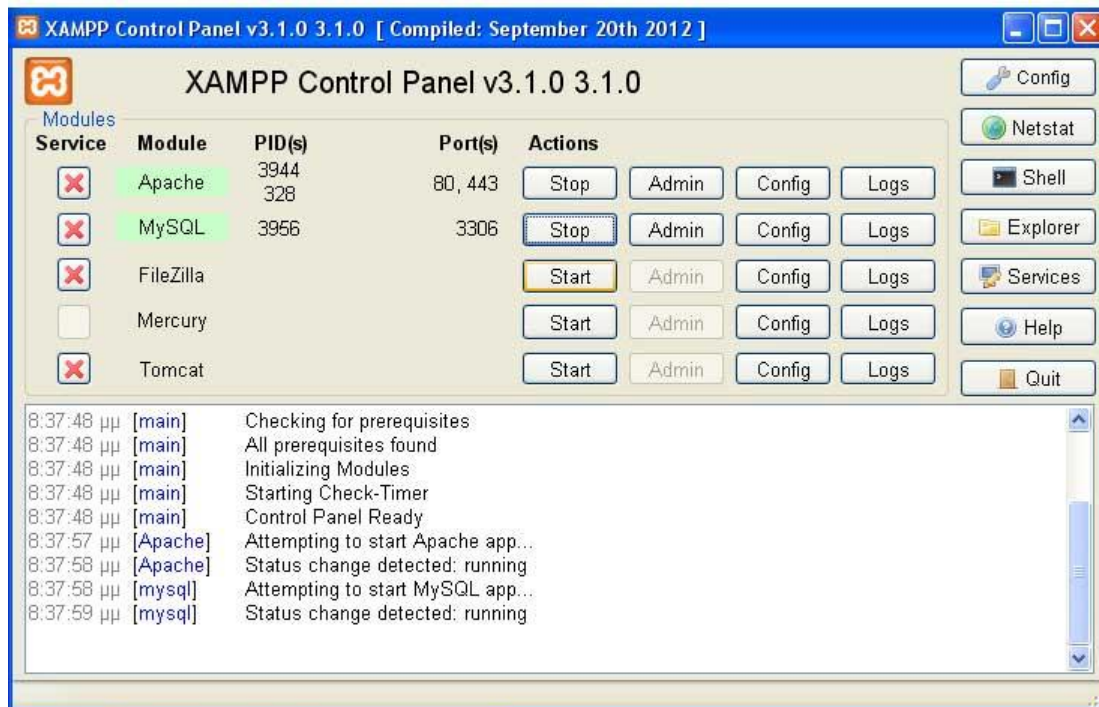 XAMPP Control Panel v3.1.0 3.1.0 [ Compiled: September 20th 2012 ]
XAMPP Control Panel v3.1.0 3.1.0
Config
Modules
Netstat
Service Module PID(s) Port(s) Actions
Apache 3944 328 80, 443 Stop Admin Config Logs
Shell
MySQL 3956 3306 Stop Admin Config Logs
Explorer
FileZilla Start Admin Config Logs
Services
Mercury Start Admin Config Logs
Help
Tomcat Start Admin Config Logs
Quit
8:37:48 μμ [main] Checking for prerequisites
8:37:48 μμ [main] All prerequisites found
8:37:48 μμ [main] Initializing Modules
8:37:48 μμ [main] Starting Check-Timer
8:37:48 μμ [main] Control Panel Ready
8:37:57 μμ [Apache] Attempting to start Apache app...
8:37:58 μμ [Apache] Status change detected: running
8:37:58 μμ [mysql] Attempting to start MySQL app...
8:37:59 μμ [mysql] Status change detected: running